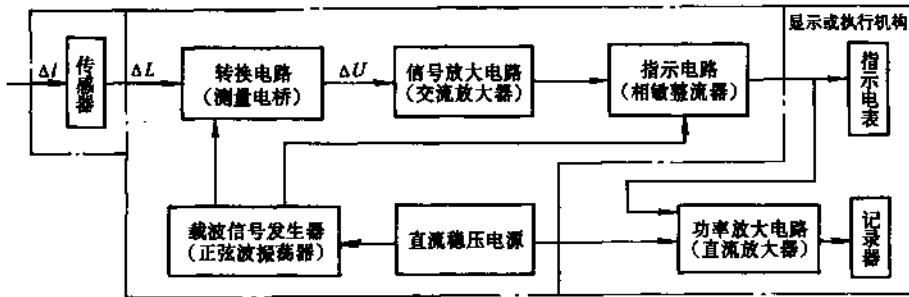 显示或执行机构
Δl
传感器
ΔL
转换电路
(测量电桥)
ΔU
信号放大电路
(交流放大器)
指示电路
(相敏整流器)
指示电表
载波信号发生器
(正弦波振荡器)
直流稳压电源
功率放大电路
(直流放大器)
记录器